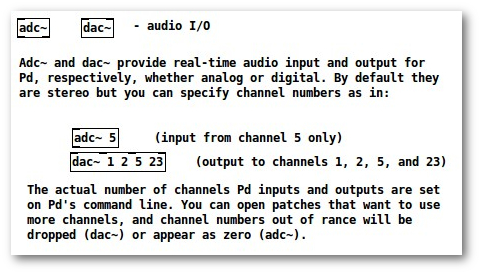 adc~ dac~ - audio I/O
Adc~ and dac~ provide real-time audio input and output for
Pd, respectively, whether analog or digital. By default they
are stereo but you can specify channel numbers as in:
adc~ 5 (input from channel 5 only)
dac~ 1 2 5 23 (output to channels 1, 2, 5, and 23)
The actual number of channels Pd inputs and outputs are set
on Pd's command line. You can open patches that want to use
more channels, and channel numbers out of rance will be
dropped (dac~) or appear as zero (adc~).